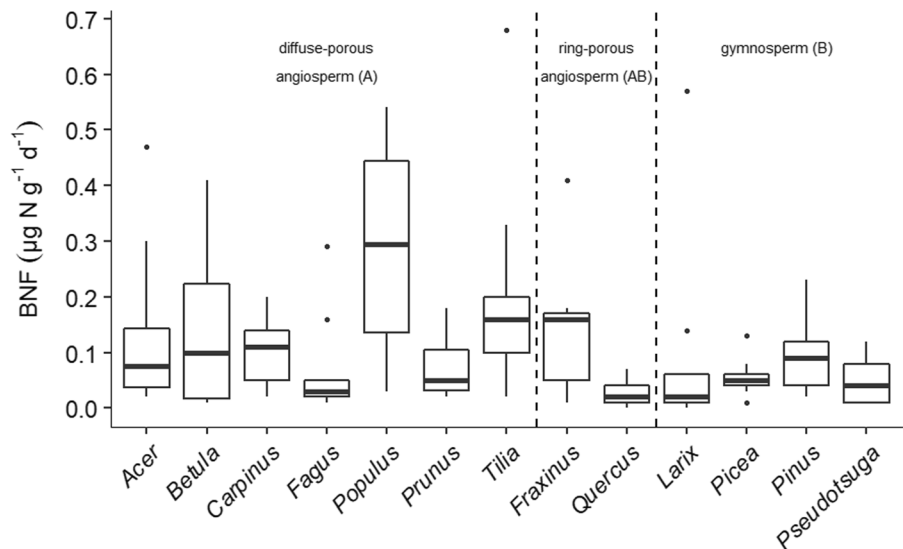 0.7
0.6
0.5
0.4
0.3
0.2
0.1
0.0
BNF (µg N g⁻¹ d⁻¹)
diffuse-porous
angiosperm (A)
ring-porous
angiosperm (AB)
gymnosperm (B)
Acer
Betula
Carpinus
Fagus
Populus
Prunus
Tilia
Fraxinus
Quercus
Larix
Picea
Pinus
Pseudotsuga